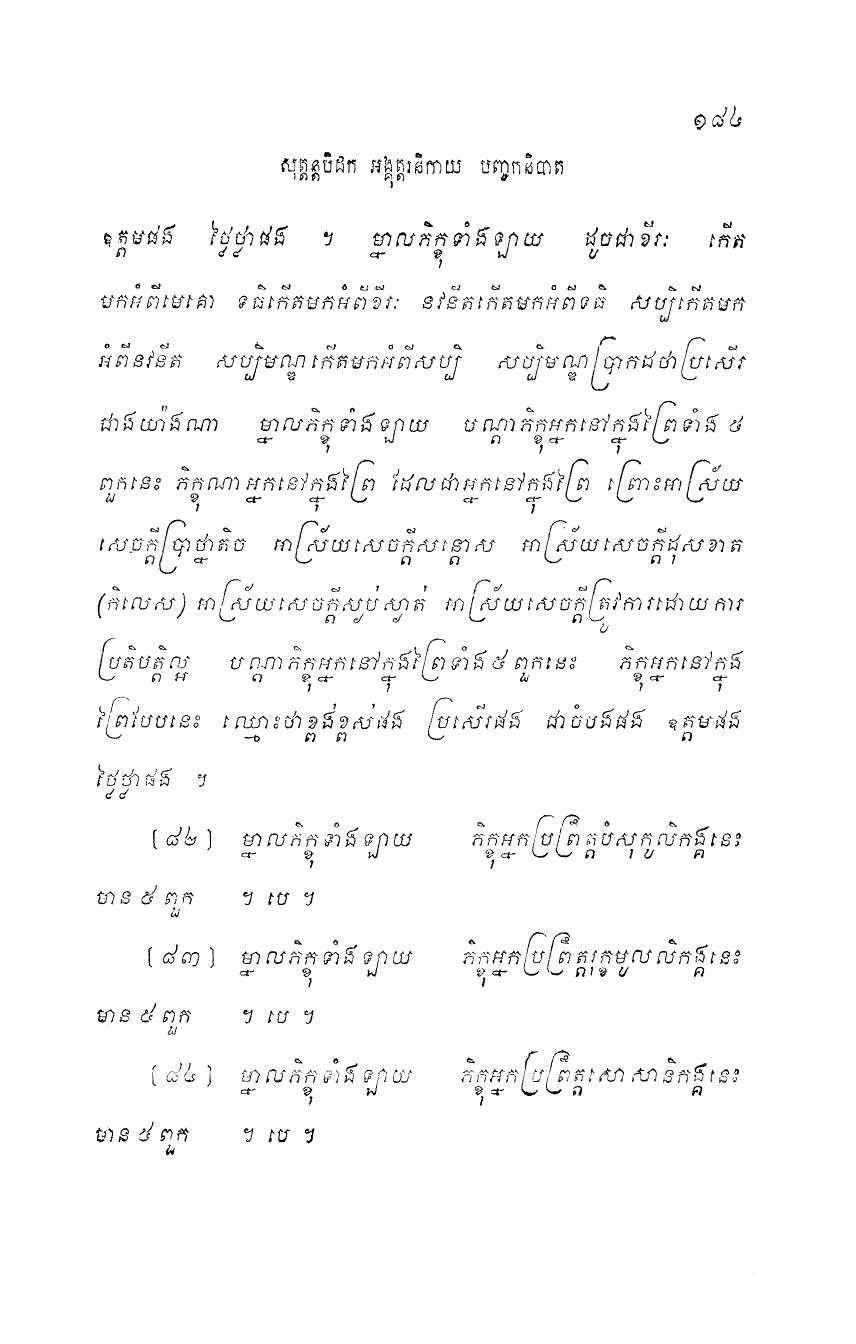 ១៨៤
សុត្តន្តបិដក អង្គុត្តរនិកាយ បញ្ចកនិបាត
ឧត្តមផង ថ្លៃថ្លាផង ។ ម្នាលភិក្ខុទាំងឡាយ ដូចជាខីរៈ កើត
មកអំពីមេគោ ទធិកើតមកអំពីខីរៈ នវនីតកើតមកអំពីទធិ សប្បិកើតមក
អំពីនវនីត សប្បិមណ្ឌកើតមកអំពីសប្បិ សប្បិមណ្ឌប្រាកដថាប្រសើរ
ជាងយ៉ាងណា ម្នាលភិក្ខុទាំងឡាយ បណ្តាភិក្ខុអ្នកនៅក្នុងព្រៃទាំង ៥
ពួកនេះ ភិក្ខុណាអ្នកនៅក្នុងព្រៃ ដែលជាអ្នកនៅក្នុងព្រៃ ព្រោះអាស្រ័យ
សេចក្តីប្រាថ្នាតិច អាស្រ័យសេចក្តីសន្តោស អាស្រ័យសេចក្តីដុសខាត
(កិលេស) អាស្រ័យសេចក្តីស្ងប់ស្ងាត់ អាស្រ័យសេចក្តីត្រូវការដោយការ
ប្រតិបត្តិល្អ បណ្តាភិក្ខុអ្នកនៅក្នុងព្រៃទាំង ៥ ពួកនេះ ភិក្ខុអ្នកនៅក្នុង
ព្រៃបែបនេះ ឈ្មោះថាខ្ពង់ខ្ពស់ផង ប្រសើរផង ជាចំបងផង ឧត្តមផង
ថ្លៃថ្លាផង ។
[៨២] ម្នាលភិក្ខុទាំងឡាយ ភិក្ខុអ្នកប្រព្រឹត្តបំសុកូលិកង្គនេះ
មាន ៥ ពួក ។ បេ ។
[៨៣] ម្នាលភិក្ខុទាំងឡាយ ភិក្ខុអ្នកប្រព្រឹត្តរុក្ខមូលលិកង្គនេះ
មាន ៥ ពួក ។ បេ ។
[៨៤] ម្នាលភិក្ខុទាំងឡាយ ភិក្ខុអ្នកប្រព្រឹត្តសោសានិកង្គនេះ
មាន ៥ ពួក ។ បេ ។